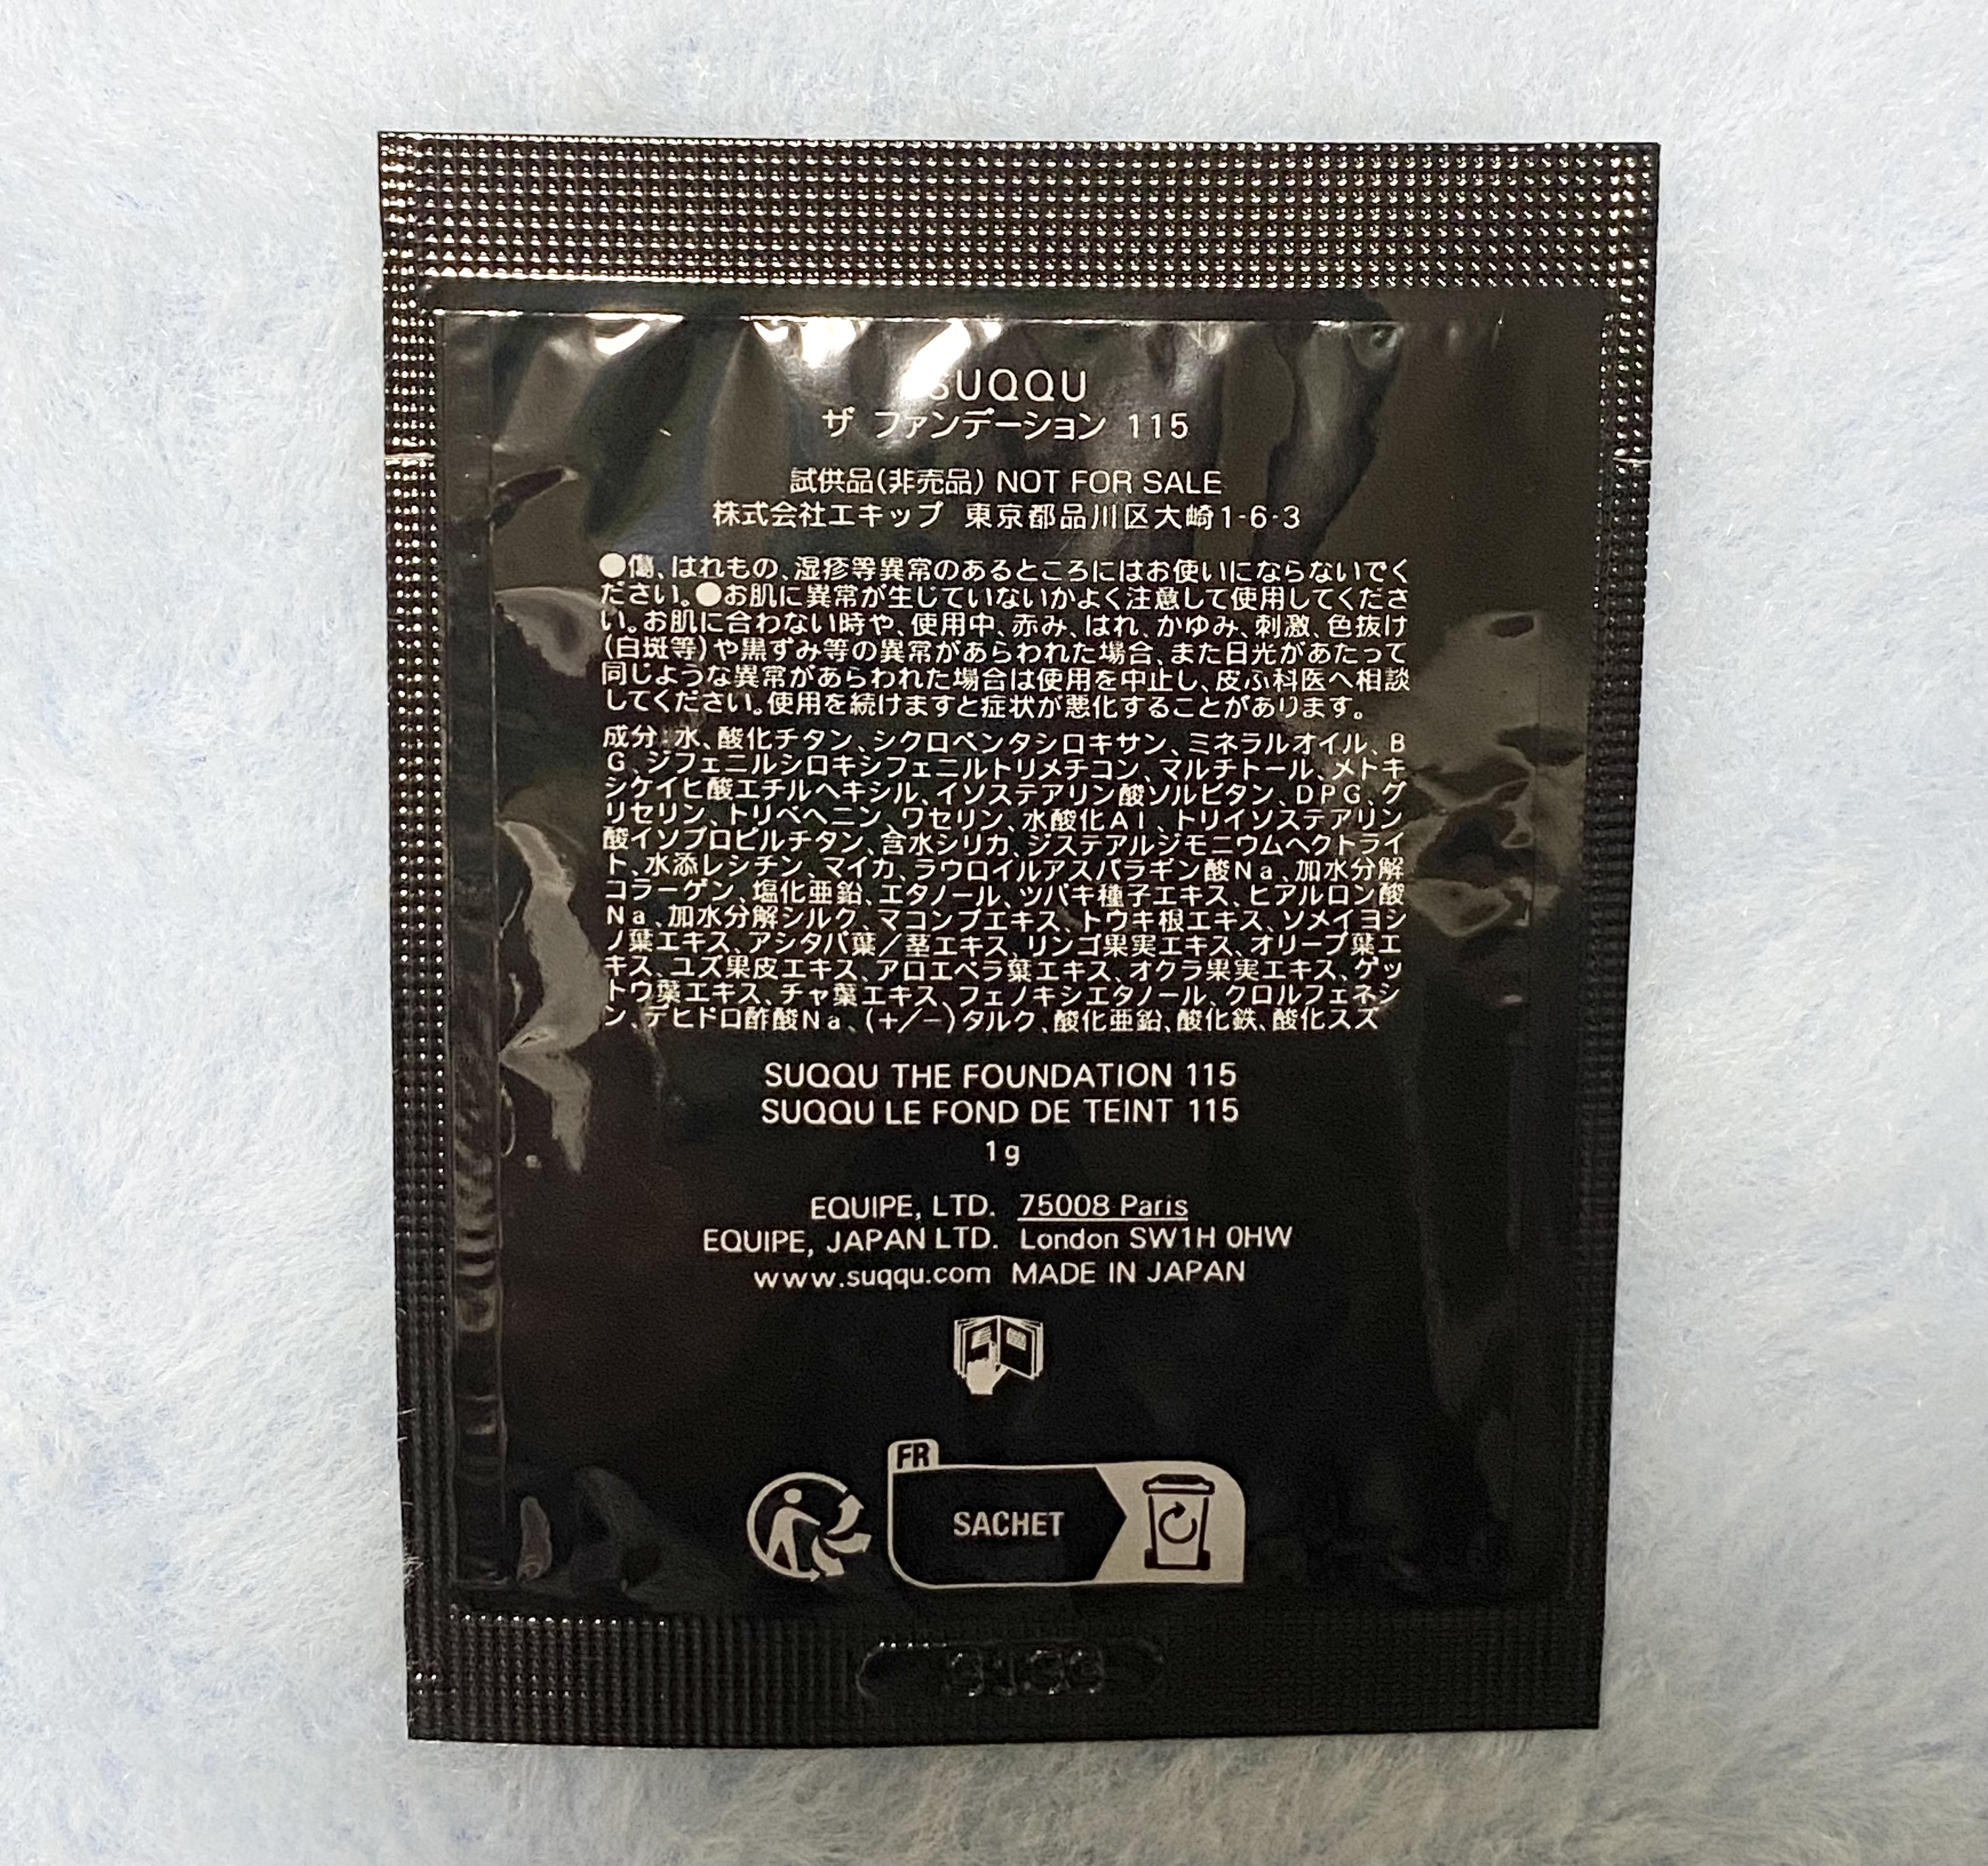 SUQQU
ザ ファンデーション 115
試供品(非売品) NOT FOR SALE
株式会社エキップ 東京都品川区大崎1-6-3
●傷、はれもの、湿疹等異常のあるところにはお使いにならないでく
ださい。●お肌に異常が生じていないかよく注意して使用してくださ
い。お肌に合わない時や、使用中、赤み、はれ、かゆみ、刺激、色抜け
(白斑等)や黒ずみ等の異常があらわれた場合、また日光があたって
同じような異常があらわれた場合は使用を中止し、皮ふ科医へ相談
してください。使用を続けますと症状が悪化することがあります。
成分:水、酸化チタン、シクロペンタシロキサン、ミネラルオイル、B
G、ジフェニルシロキシフェニルトリメチコン、マルチトール、メトキ
シケイヒ酸エチルヘキシル、イソステアリン酸ソルビタン、DPG、グ
リセリン、トリベヘニン、ワセリン、水酸化Al、トリイソステアリン
酸イソプロピルチタン、含水シリカ、ジステアルジモニウムヘクトライ
ト、水添レシチン、マイカ、ラウロイルアスパラギン酸Na、加水分解
コラーゲン、塩化亜鉛、エタノール、ツバキ種子エキス、ヒアルロン酸
Na、加水分解シルク、マコンブエキス、トウキ根エキス、ソメイヨシ
ノ葉エキス、アシタバ葉/茎エキス、リンゴ果実エキス、オリーブ葉エ
キス、ユズ果皮エキス、アロエベラ葉エキス、オクラ果実エキス、ゲッ
トウ葉エキス、チャ葉エキス、フェノキシエタノール、クロルフェネシ
ン、デヒドロ酢酸Na、(+/-)タルク、酸化亜鉛、酸化鉄、酸化スズ
SUQQU THE FOUNDATION 115
SUQQU LE FOND DE TEINT 115
1g
EQUIPE, LTD. 75008 Paris
EQUIPE, JAPAN LTD. London SW1H 0HW
www.suqqu.com MADE IN JAPAN
FR
SACHET